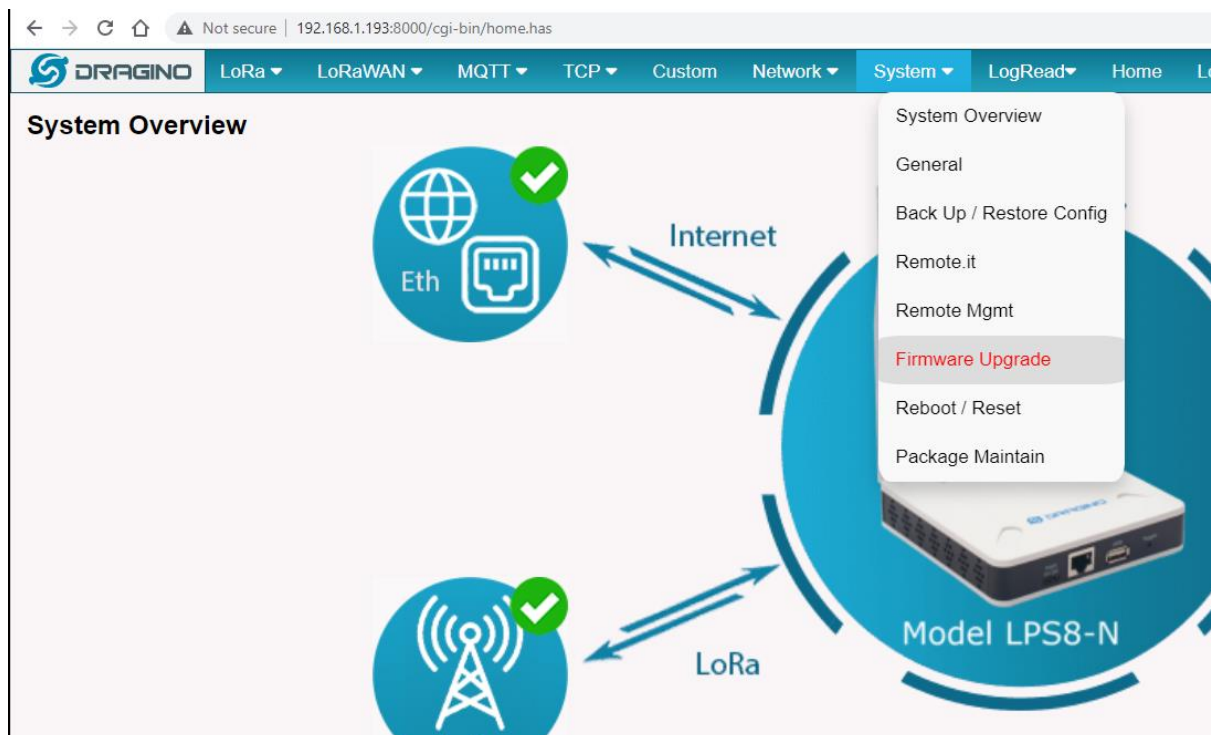 Not secure | 192.168.1.193:8000/cgi-bin/home.has
DRAGINO LoRa LoRaWAN MQTT TCP Custom Network System LogRead Home
System Overview
System Overview
General
Back Up / Restore Config
Remote.it
Remote Mgmt
Firmware Upgrade
Reboot / Reset
Package Maintain
Internet
Eth
DRAGINO
Model LPS8-N
LoRa